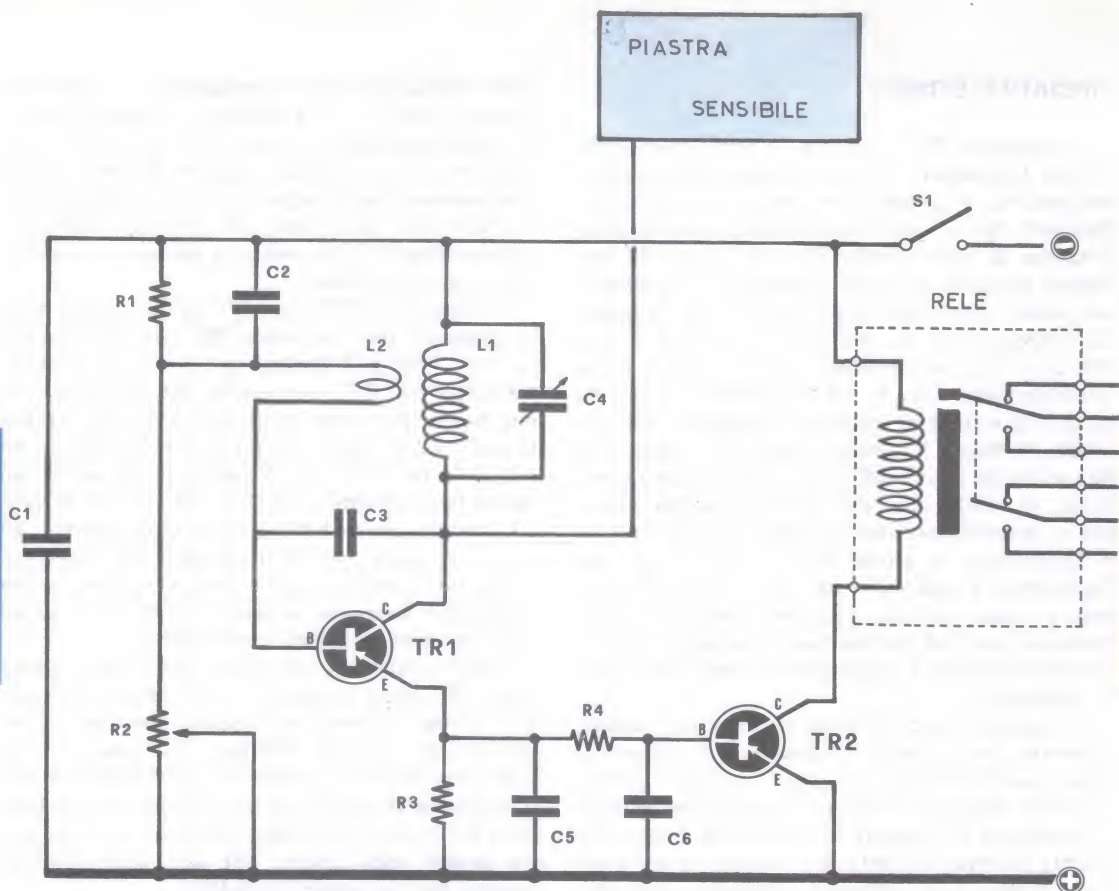 PIASTRA
SENSIBILE
S1
−
RELE
R1
C2
L2
L1
C4
C1
C3
C
B
TR1
E
R2
R4
C
B
TR2
E
R3
C5
C6
+